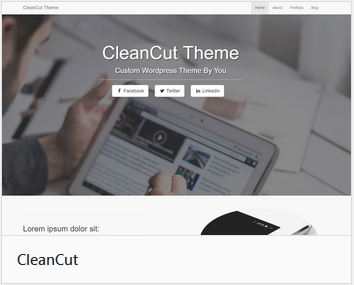 CleanCut Theme
Home About Portfolio Blog
CleanCut Theme
Custom Wordpress Theme By You
Facebook Twitter Linkedin
Lorem ipsum dolor sit:
CleanCut